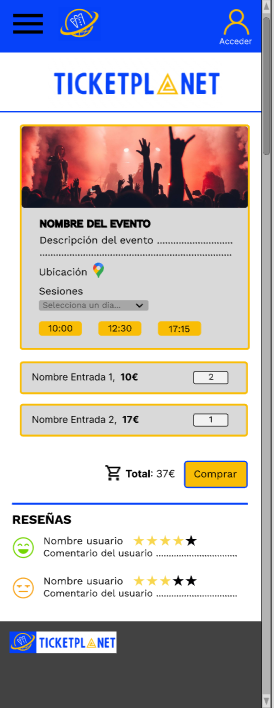 Acceder
TICKETPLANET
NOMBRE DEL EVENTO
Descripción del evento ............................
......................................................................
Ubicación
Sesiones
Selecciona un día...
10:00 12:30 17:15
Nombre Entrada 1, 10€ 2
Nombre Entrada 2, 17€ 1
Total: 37€ Comprar
RESEÑAS
Nombre usuario ★★★★★
Comentario del usuario ..............................
Nombre usuario ★★★★★
Comentario del usuario ..............................
TICKETPLANET